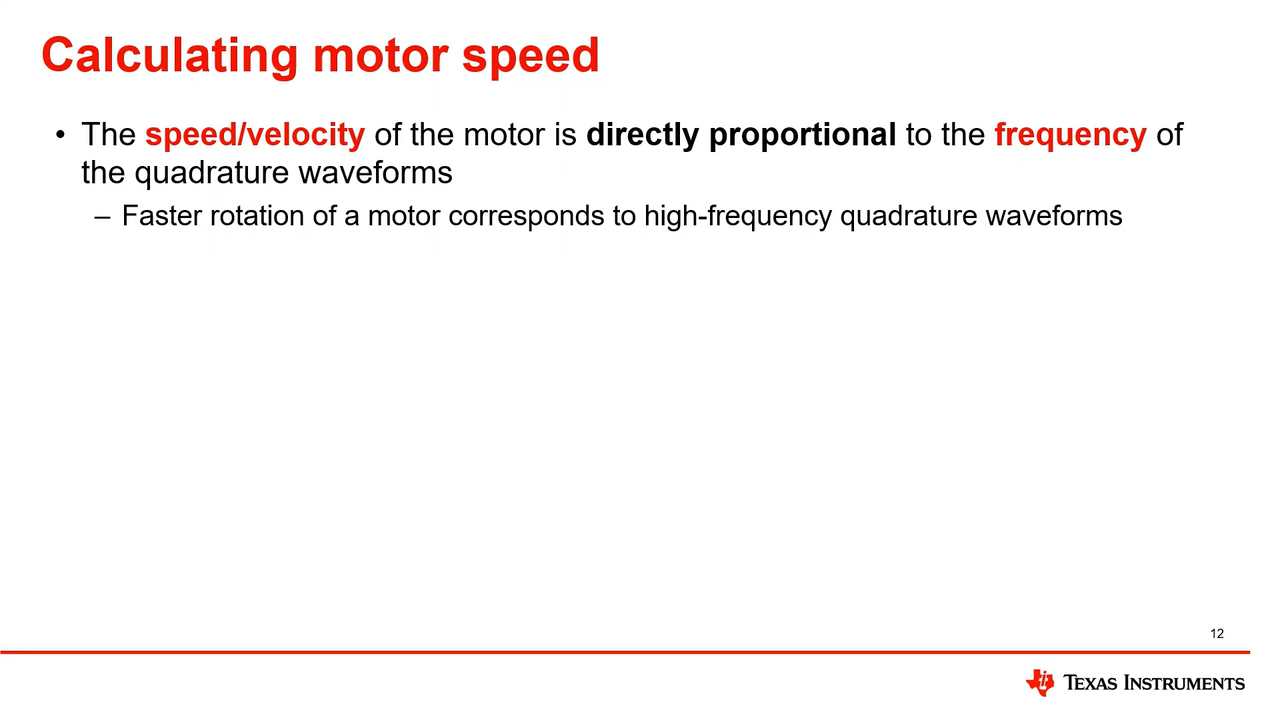 Calculating motor speed
• The speed/velocity of the motor is directly proportional to the frequency of
the quadrature waveforms
– Faster rotation of a motor corresponds to high-frequency quadrature waveforms
12
TEXAS INSTRUMENTS